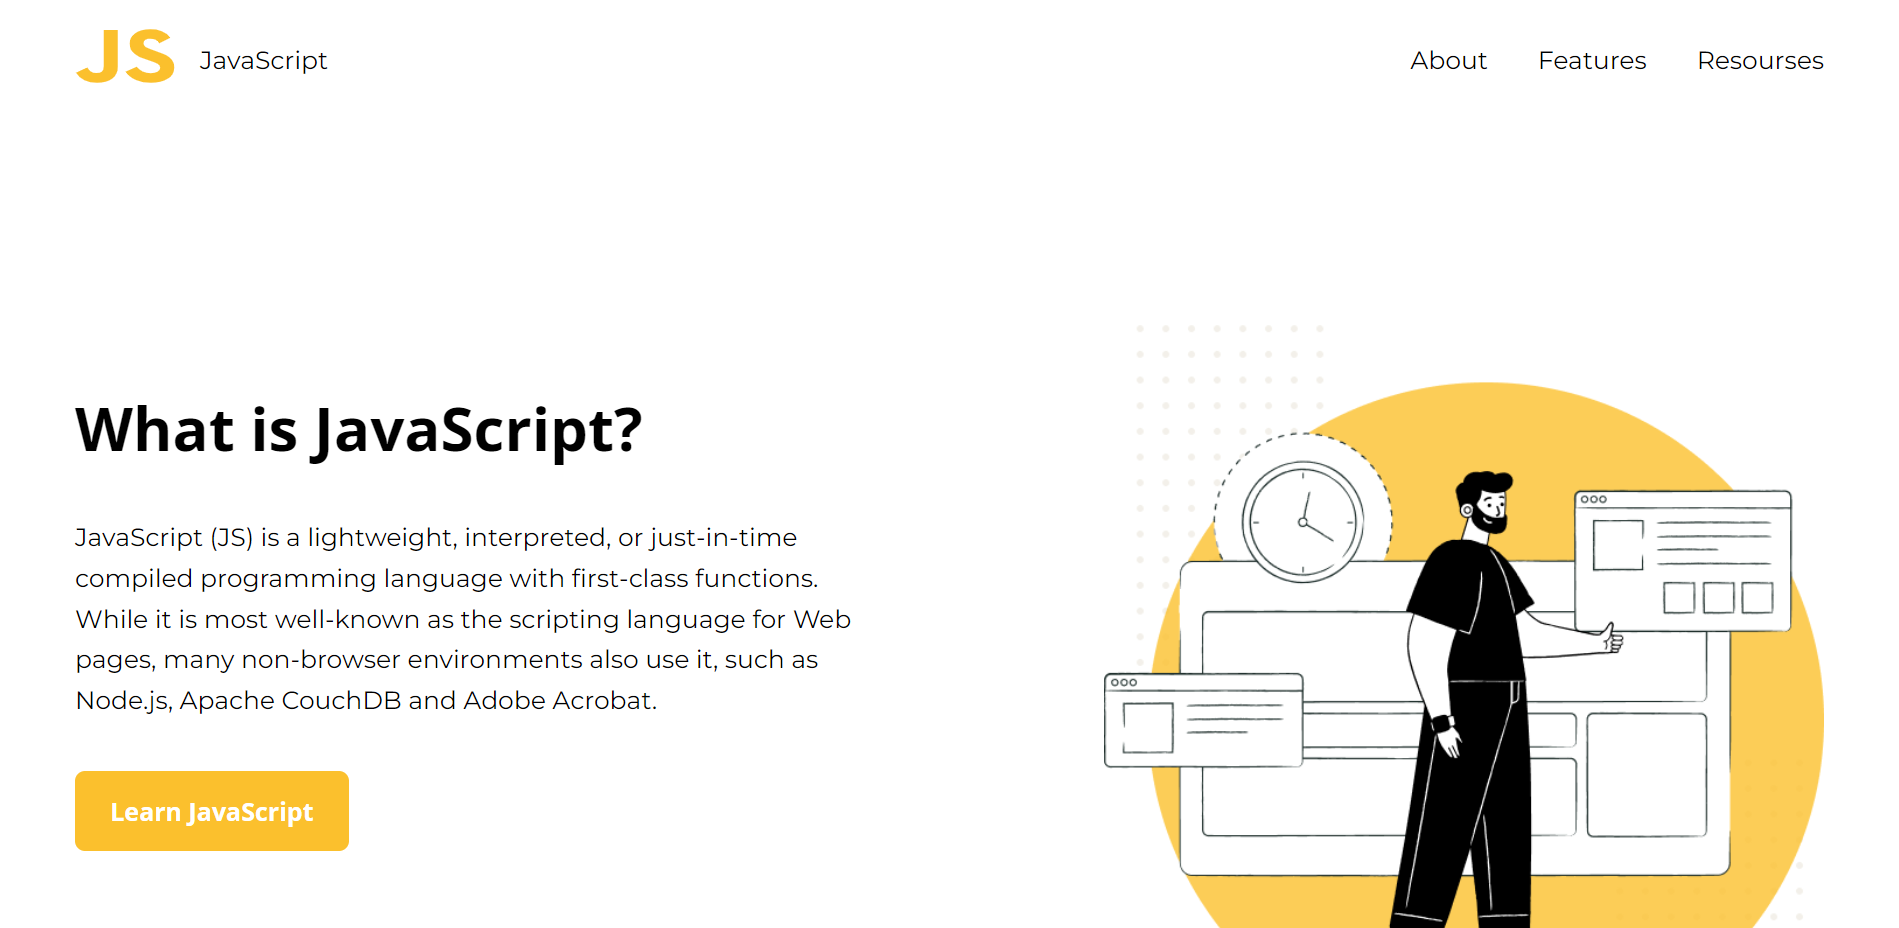 JS JavaScript About Features Resourses
What is JavaScript?
JavaScript (JS) is a lightweight, interpreted, or just-in-time
compiled programming language with first-class functions.
While it is most well-known as the scripting language for Web
pages, many non-browser environments also use it, such as
Node.js, Apache CouchDB and Adobe Acrobat.
Learn JavaScript